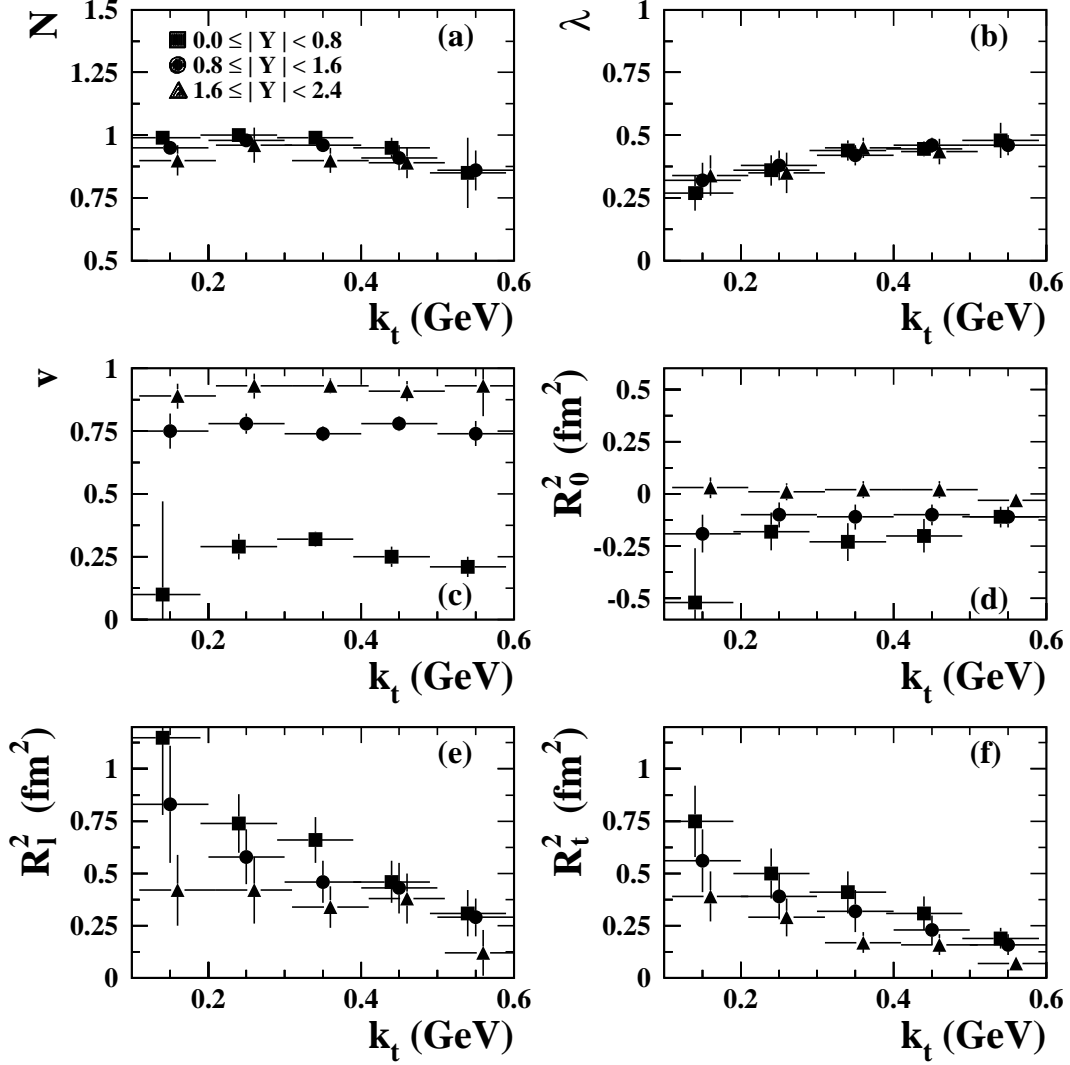 N
1.5
1.25
1
0.75
0.5
(a)
0.0 ≤ | Y | < 0.8
0.8 ≤ | Y | < 1.6
1.6 ≤ | Y | < 2.4
0.2 0.4 0.6
k_t (GeV)
λ
1
0.75
0.5
0.25
0
(b)
0.2 0.4 0.6
k_t (GeV)
v
1
0.75
0.5
0.25
0
(c)
0.2 0.4 0.6
k_t (GeV)
R_0^2 (fm^2)
0.5
0.25
0
-0.25
-0.5
(d)
0.2 0.4 0.6
k_t (GeV)
R_l^2 (fm^2)
1
0.75
0.5
0.25
0
(e)
0.2 0.4 0.6
k_t (GeV)
R_t^2 (fm^2)
1
0.75
0.5
0.25
0
(f)
0.2 0.4 0.6
k_t (GeV)